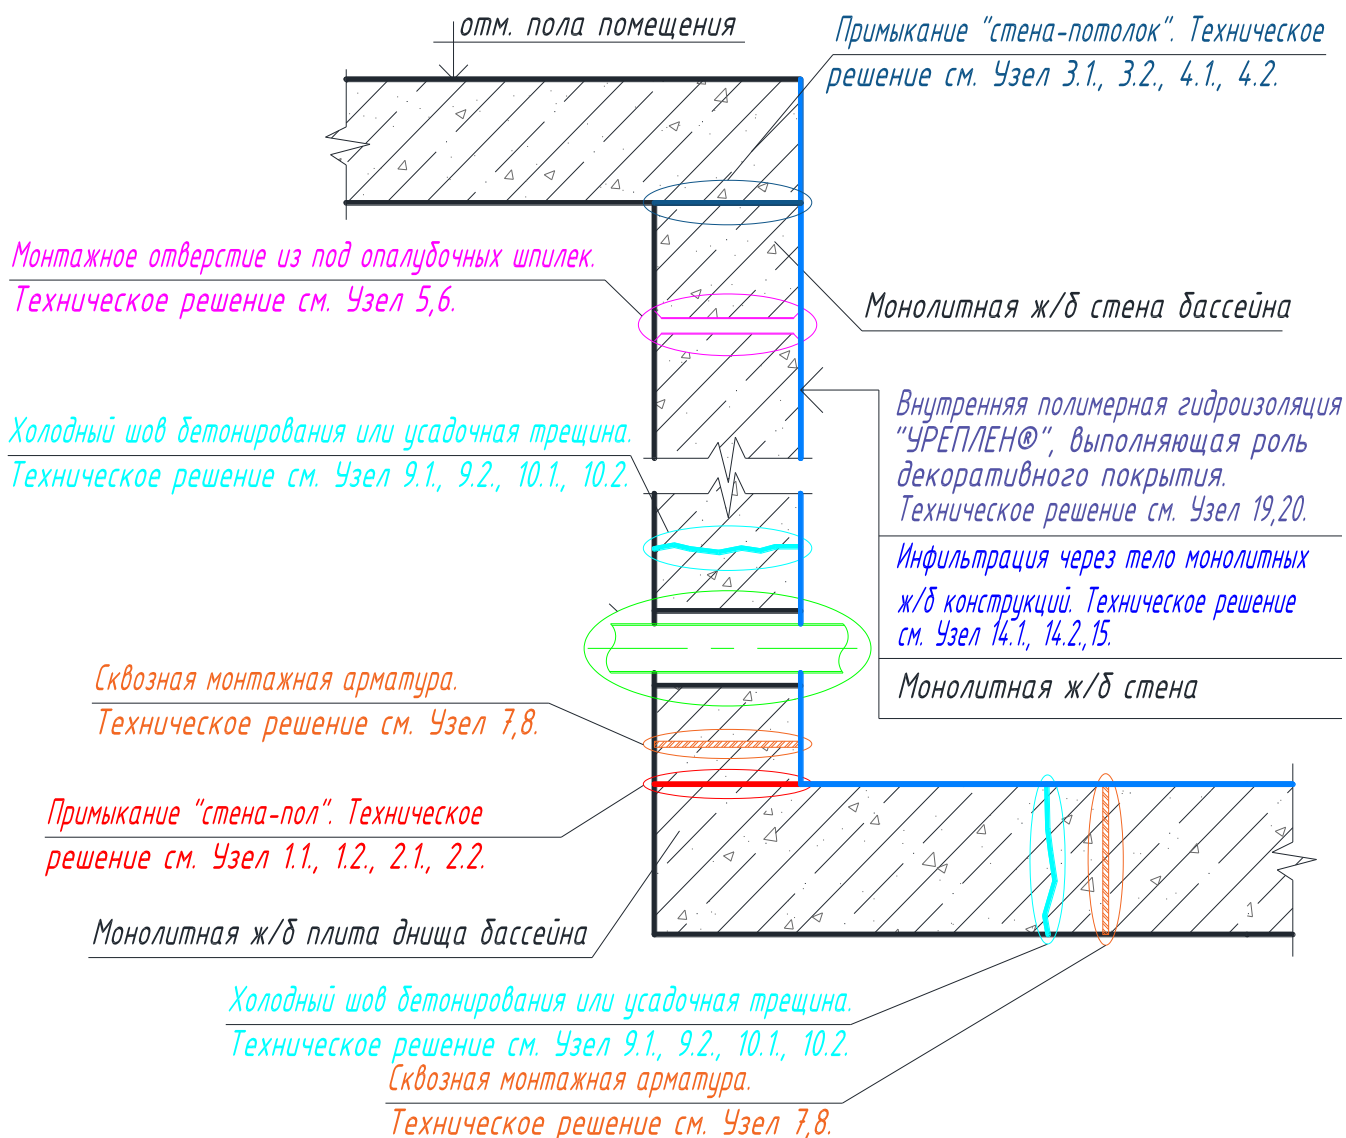 отм. пола помещения
Примыкание "стена-потолок". Техническое
решение см. Узел 3.1., 3.2., 4.1., 4.2.
Монтажное отверстие из под опалубочных шпилек.
Техническое решение см. Узел 5,6.
Монолитная ж/б стена бассейна
Внутренняя полимерная гидроизоляция
"УРЕПЛЕН®", выполняющая роль
декоративного покрытия.
Техническое решение см. Узел 19,20.
Инфильтрация через тело монолитных
ж/б конструкций. Техническое решение
см. Узел 14.1., 14.2.,15.
Монолитная ж/б стена
Холодный шов бетонирования или усадочная трещина.
Техническое решение см. Узел 9.1., 9.2., 10.1., 10.2.
Сквозная монтажная арматура.
Техническое решение см. Узел 7,8.
Примыкание "стена-пол". Техническое
решение см. Узел 1.1., 1.2., 2.1., 2.2.
Монолитная ж/б плита днища бассейна
Холодный шов бетонирования или усадочная трещина.
Техническое решение см. Узел 9.1., 9.2., 10.1., 10.2.
Сквозная монтажная арматура.
Техническое решение см. Узел 7,8.